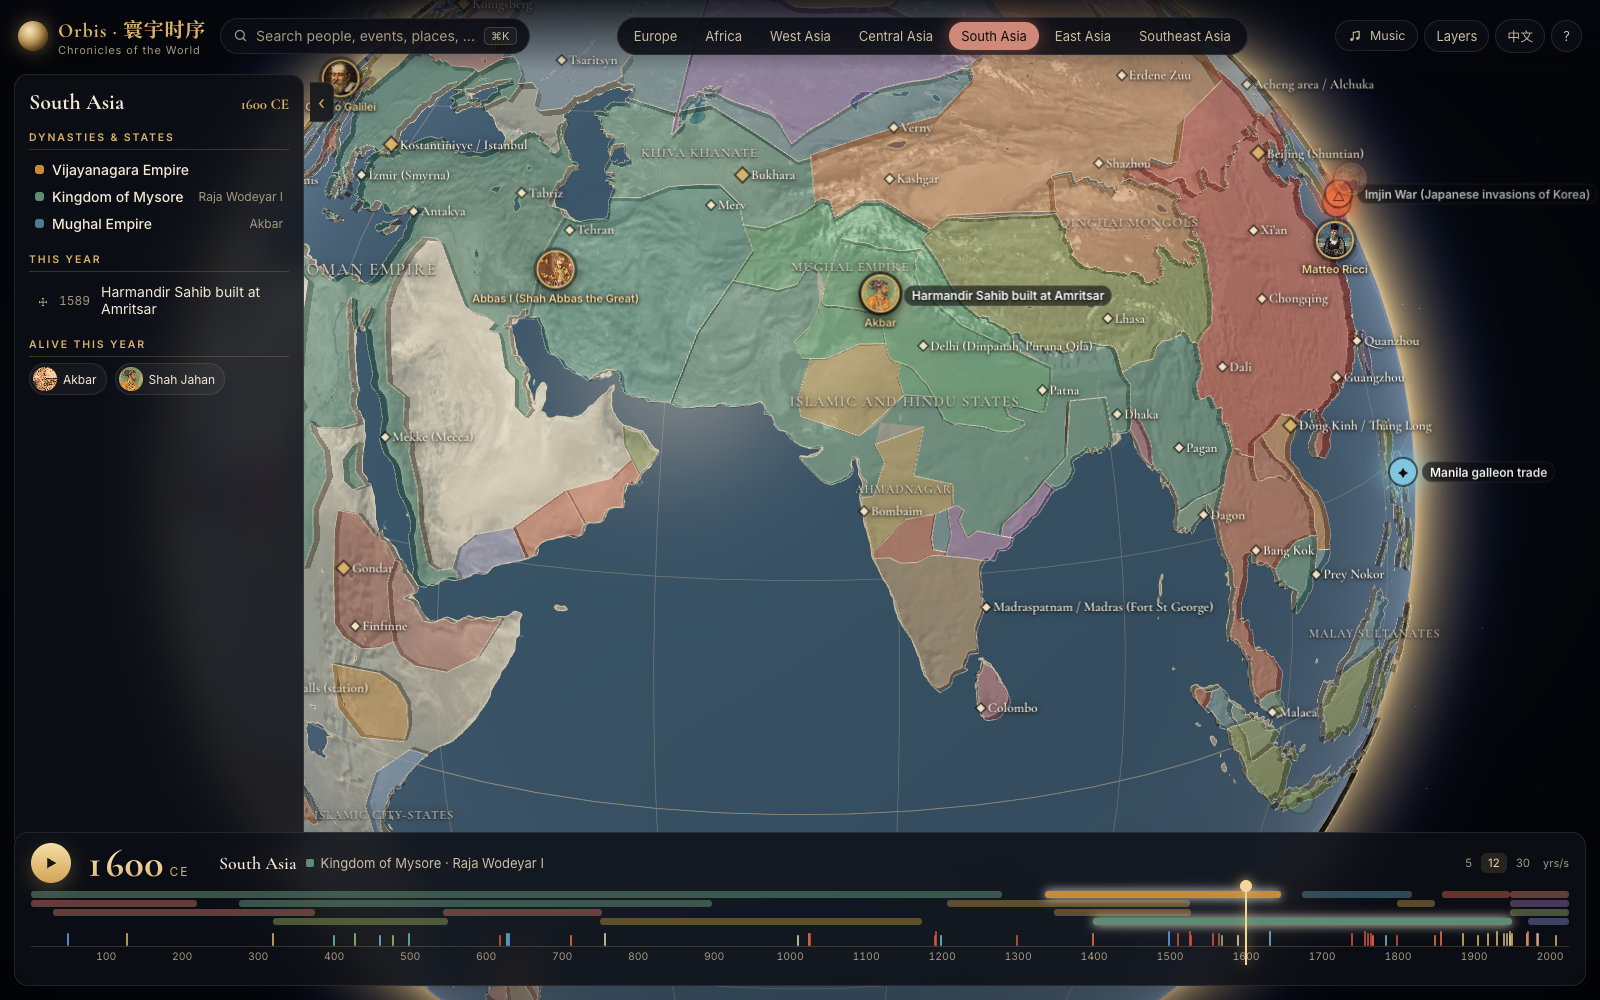 Orbis · 寰宇时序
Chronicles of the World
Search people, events, places, ...
⌘K
Europe
Africa
West Asia
Central Asia
South Asia
East Asia
Southeast Asia
Music
Layers
中文
?
South Asia
1600 CE
DYNASTIES & STATES
Vijayanagara Empire
Kingdom of Mysore Raja Wodeyar I
Mughal Empire Akbar
THIS YEAR
1589 Harmandir Sahib built at
Amritsar
ALIVE THIS YEAR
Akbar
Shah Jahan
Königsberg
Tsaritsyn
Erdene Zuu
Acheng area / Alchuka
o Galilei
Verny
Kostantiniyye / Istanbul
KHIVA KHANATE
Beijing (Shuntian)
Shazhou
İzmir (Smyrna)
Bukhara
Kashgar
Tabriz
Imjin War (Japanese invasions of Korea)
Antakya
Merv
QINGHAI MONGOLS
Tehran
Xi'an
OMAN EMPIRE
MUGHAL EMPIRE
Matteo Ricci
Abbas I (Shah Abbas the Great)
Harmandir Sahib built at Amritsar
Chongqing
Akbar
Lhasa
Delhi (Dinpanah, Purana Qila)
Quanzhou
Dali
Guangzhou
Patna
ISLAMIC AND HINDU STATES
Dhaka
Đông Kinh / Thăng Long
Mekke (Mecca)
Pagan
Manila galleon trade
AHMADNAGAR
Bombaim
Dagon
Bang Kok
Gondar
Prey Nokor
Madraspatnam / Madras (Fort St George)
Finfinne
MALAY SULTANATES
alls (station)
Colombo
Malaca
ISLAMIC CITY-STATES
1600 CE
South Asia
Kingdom of Mysore · Raja Wodeyar I
5 12 30 yrs/s
100 200 300 400 500 600 700 800 900 1000 1100 1200 1300 1400 1500 1600 1700 1800 1900 2000